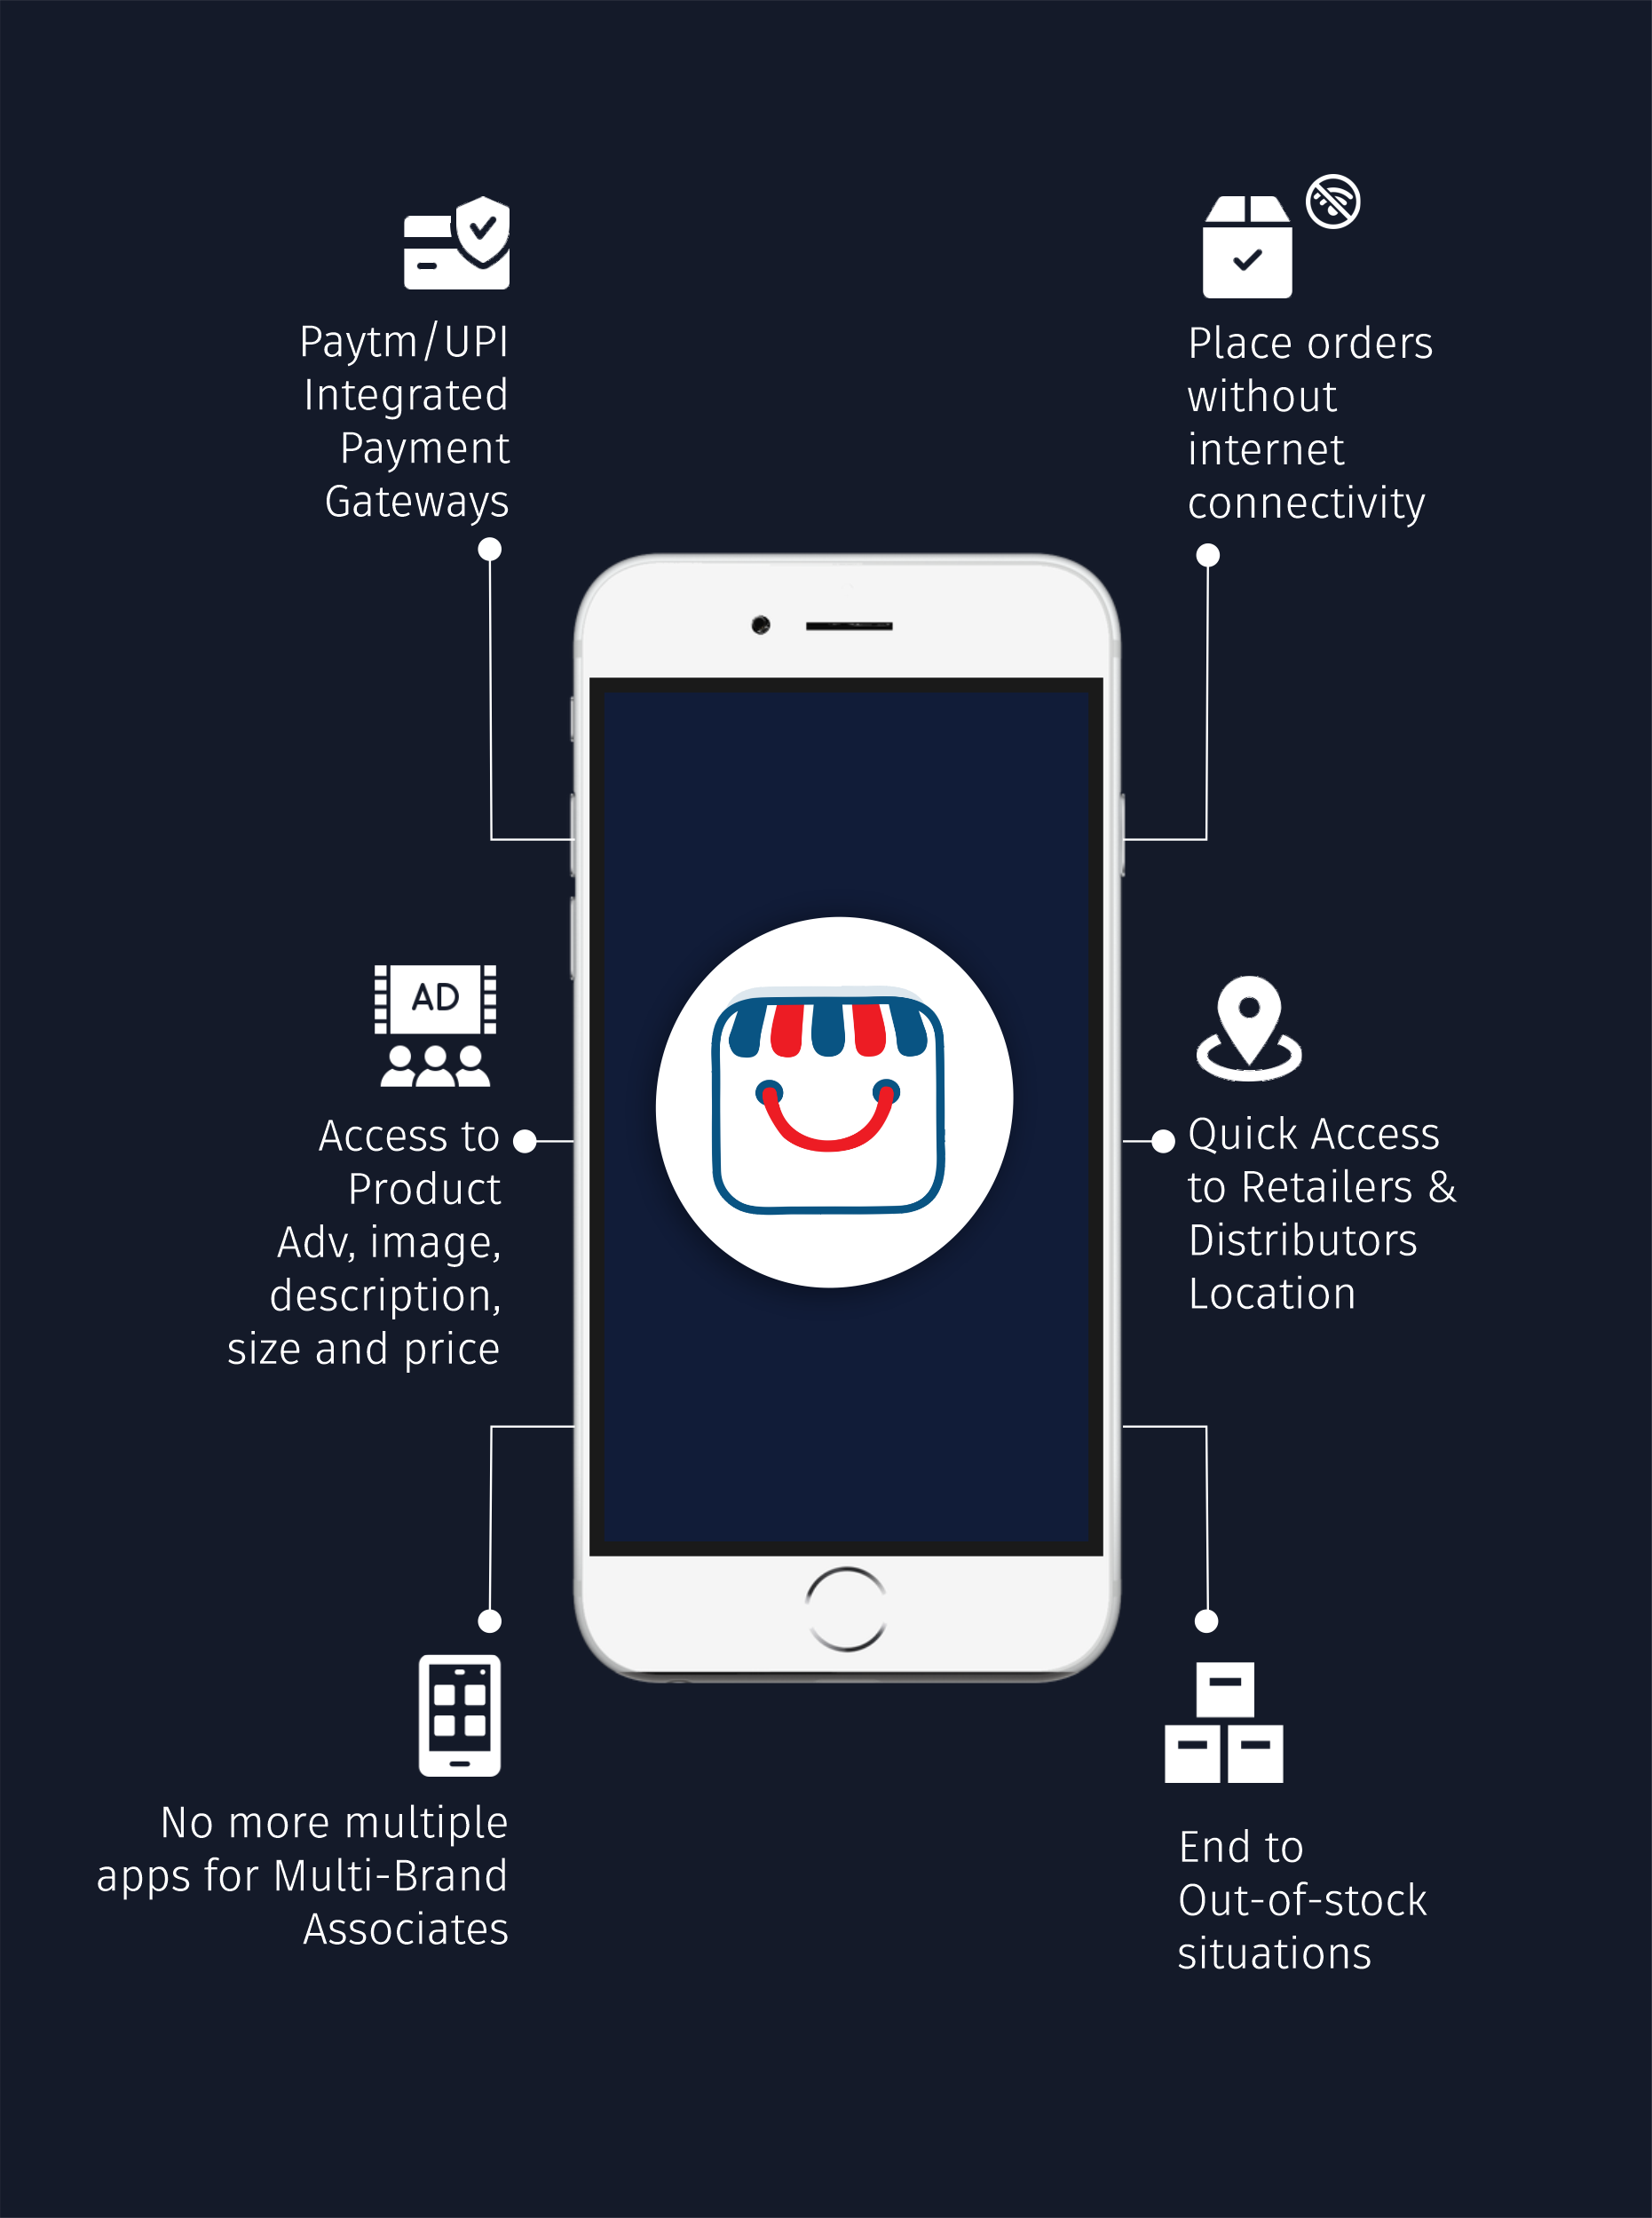 Paytm/UPI
Integrated
Payment
Gateways
Place orders
without
internet
connectivity
AD
Access to
Product
Adv, image,
description,
size and price
Quick Access
to Retailers &
Distributors
Location
No more multiple
apps for Multi-Brand
Associates
End to
Out-of-stock
situations